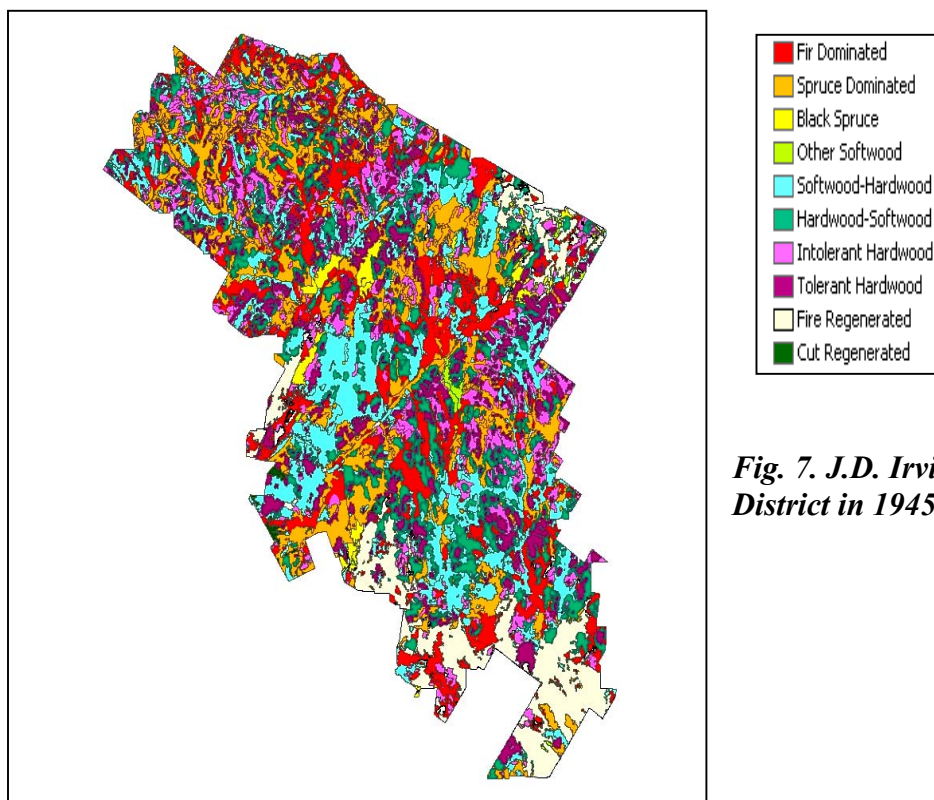 Fir Dominated
Spruce Dominated
Black Spruce
Other Softwood
Softwood-Hardwood
Hardwood-Softwood
Intolerant Hardwood
Tolerant Hardwood
Fire Regenerated
Cut Regenerated
Fig. 7. J.D. Irvi
District in 1945